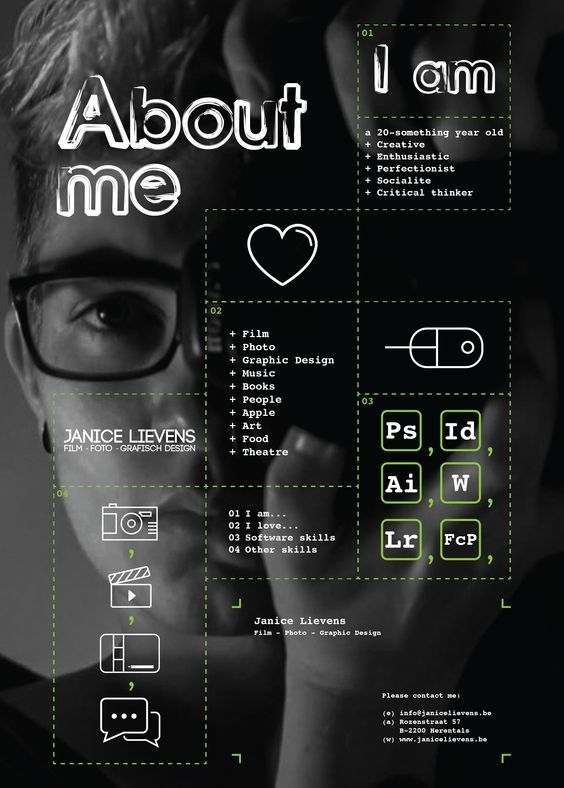 About
me
01
I am
a 20-something year old
+ Creative
+ Enthusiastic
+ Perfectionist
+ Socialite
+ Critical thinker
02
+ Film
+ Photo
+ Graphic Design
+ Music
+ Books
+ People
+ Apple
+ Art
+ Food
+ Theatre
03
Ps, Id,
Ai, W,
Lr, FcP,
JANICE LIEVENS
FILM - FOTO - GRAFISCH DESIGN
04
01 I am...
02 I love...
03 Software skills
04 Other skills
Janice Lievens
Film - Photo - Graphic Design
Please contact me:
(e) info@janicelievens.be
(a) Rozenstraat 57
B-2200 Herentals
(w) www.janicelievens.be